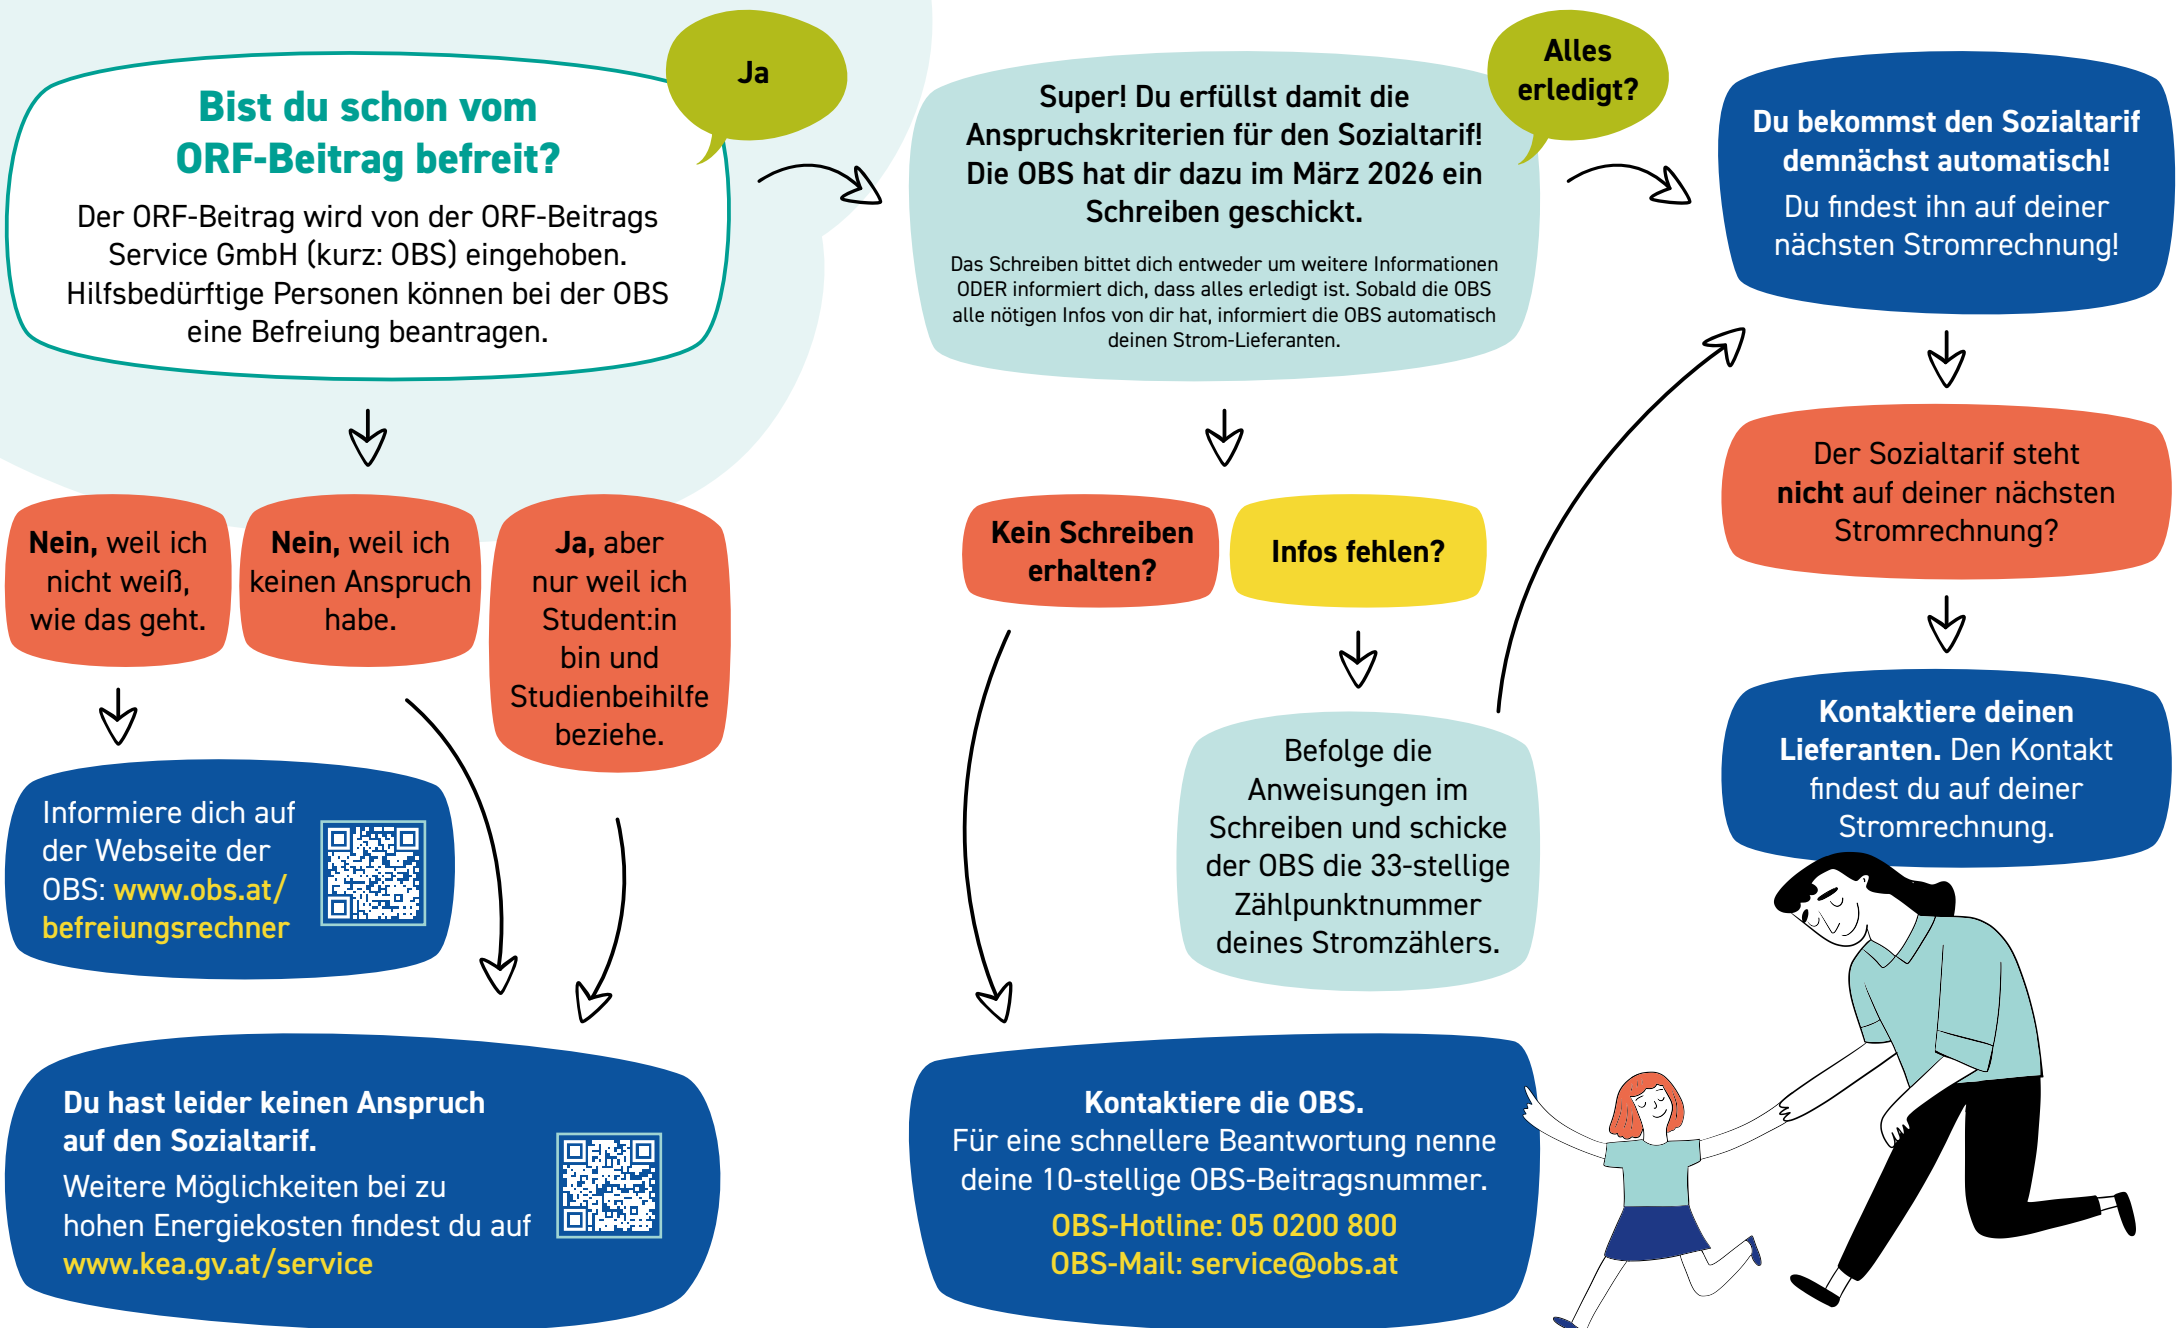 Bist du schon vom
ORF-Beitrag befreit?
Der ORF-Beitrag wird von der ORF-Beitrags
Service GmbH (kurz: OBS) eingehoben.
Hilfsbedürftige Personen können bei der OBS
eine Befreiung beantragen.
Ja
Super! Du erfüllst damit die
Anspruchskriterien für den Sozialtarif!
Die OBS hat dir dazu im März 2026 ein
Schreiben geschickt.
Das Schreiben bittet dich entweder um weitere Informationen
ODER informiert dich, dass alles erledigt ist. Sobald die OBS
alle nötigen Infos von dir hat, informiert die OBS automatisch
deinen Strom-Lieferanten.
Alles
erledigt?
Du bekommst den Sozialtarif
demnächst automatisch!
Du findest ihn auf deiner
nächsten Stromrechnung!
Nein, weil ich
nicht weiß,
wie das geht.
Nein, weil ich
keinen Anspruch
habe.
Ja, aber
nur weil ich
Student:in
bin und
Studienbeihilfe
beziehe.
Kein Schreiben
erhalten?
Infos fehlen?
Der Sozialtarif steht
nicht auf deiner nächsten
Stromrechnung?
Informiere dich auf
der Webseite der
OBS: www.obs.at/
befreiungsrechner
Befolge die
Anweisungen im
Schreiben und schicke
der OBS die 33-stellige
Zählpunktnummer
deines Stromzählers.
Kontaktiere deinen
Lieferanten. Den Kontakt
findest du auf deiner
Stromrechnung.
Du hast leider keinen Anspruch
auf den Sozialtarif.
Weitere Möglichkeiten bei zu
hohen Energiekosten findest du auf
www.kea.gv.at/service
Kontaktiere die OBS.
Für eine schnellere Beantwortung nenne
deine 10-stellige OBS-Beitragsnummer.
OBS-Hotline: 05 0200 800
OBS-Mail: service@obs.at